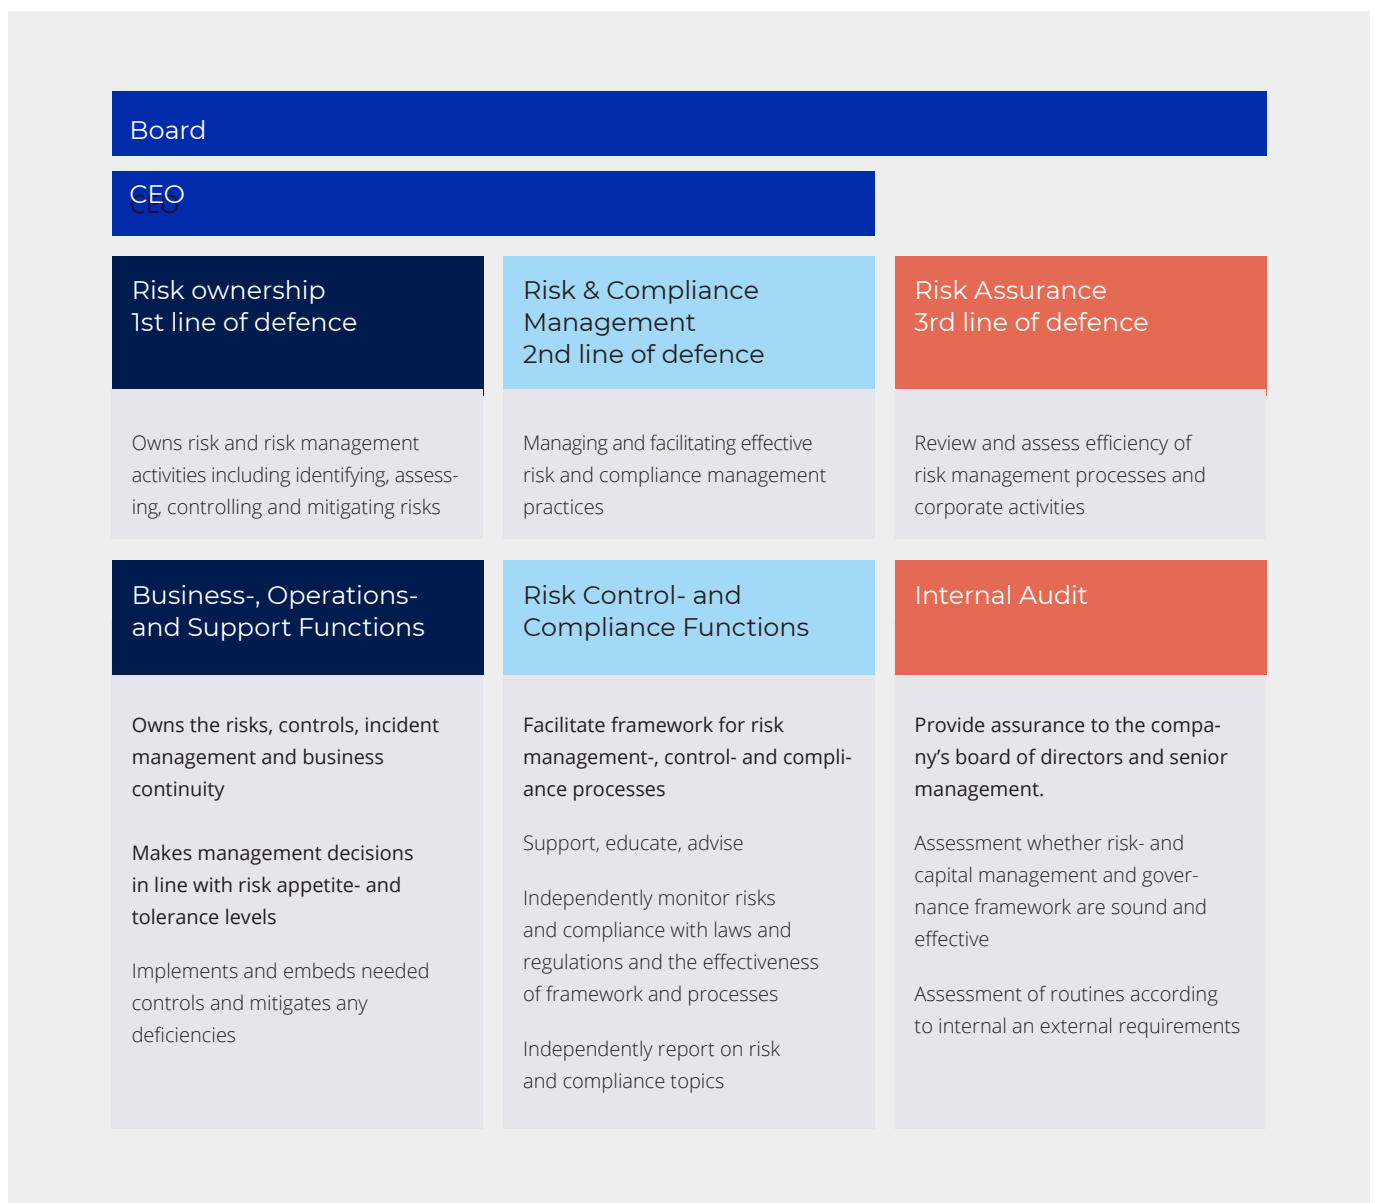 Board
CEO
Risk ownership
1st line of defence
Owns risk and risk management
activities including identifying, assess-
ing, controlling and mitigating risks
Risk & Compliance
Management
2nd line of defence
Managing and facilitating effective
risk and compliance management
practices
Risk Assurance
3rd line of defence
Review and assess efficiency of
risk management processes and
corporate activities
Business-, Operations-
and Support Functions
Owns the risks, controls, incident
management and business
continuity
Makes management decisions
in line with risk appetite- and
tolerance levels
Implements and embeds needed
controls and mitigates any
deficiencies
Risk Control- and
Compliance Functions
Facilitate framework for risk
management-, control- and compli-
ance processes
Support, educate, advise
Independently monitor risks
and compliance with laws and
regulations and the effectiveness
of framework and processes
Independently report on risk
and compliance topics
Internal Audit
Provide assurance to the compa-
ny’s board of directors and senior
management.
Assessment whether risk- and
capital management and gover-
nance framework are sound and
effective
Assessment of routines according
to internal an external requirements